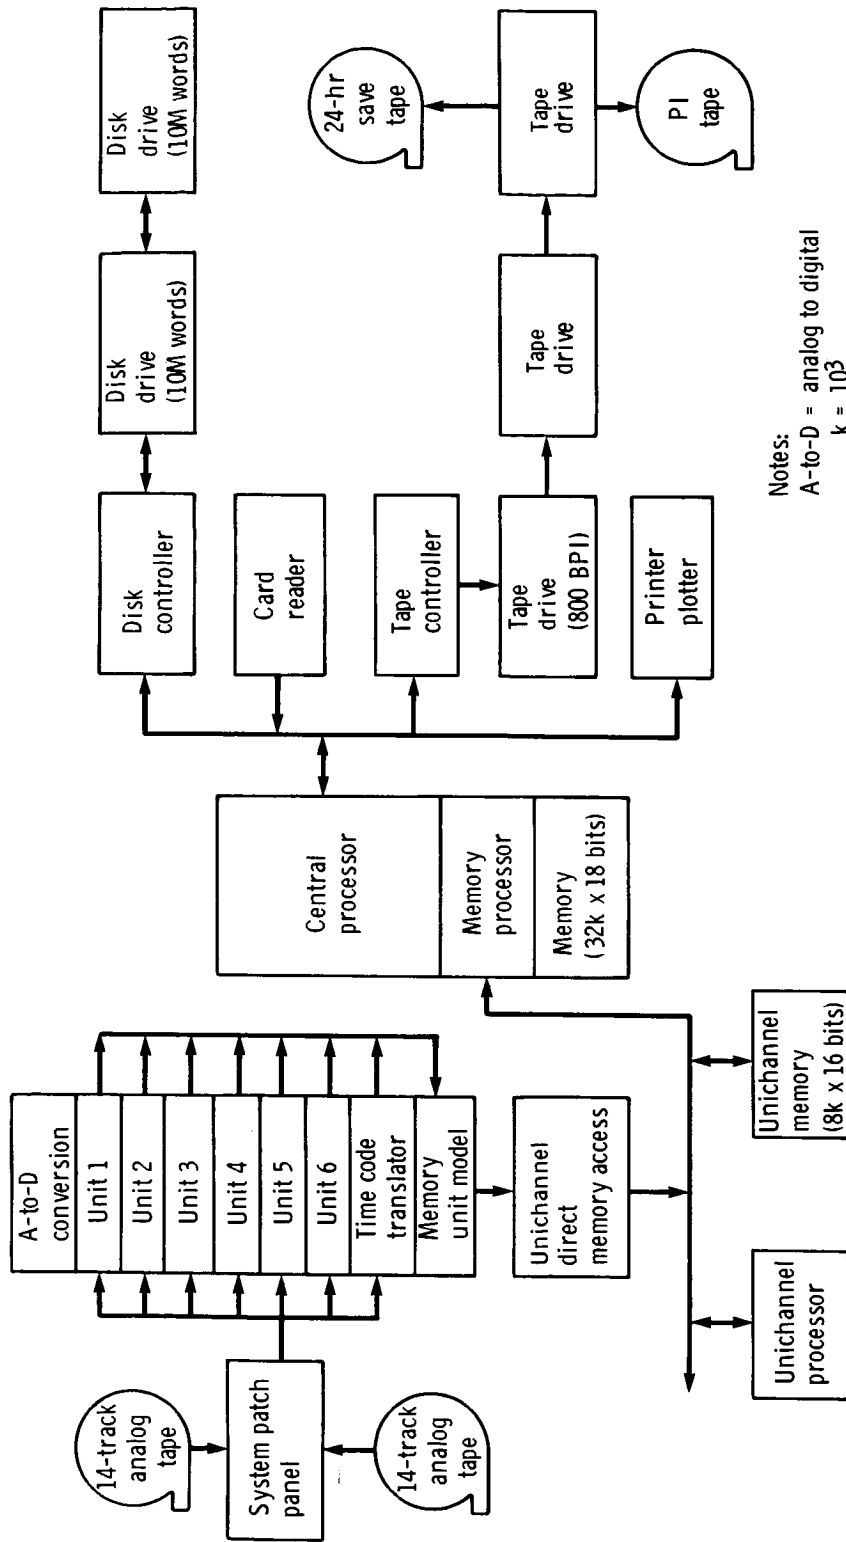 14-track
analog
tape
System patch
panel
14-track
analog
tape
A-to-D
conversion
Unit 1
Unit 2
Unit 3
Unit 4
Unit 5
Unit 6
Time code
translator
Memory
unit model
Unichannel
direct
memory access
Unichannel
processor
Unichannel
memory
(8k x 16 bits)
Central
processor
Memory
processor
Memory
(32k x 18 bits)
Disk
controller
Disk
drive
(10M words)
Disk
drive
(10M words)
Card
reader
Tape
controller
Tape
drive
(800 BPI)
Tape
drive
Tape
drive
24-hr
save
tape
PI
tape
Printer
plotter
Notes:
A-to-D = analog to digital
k = 10³